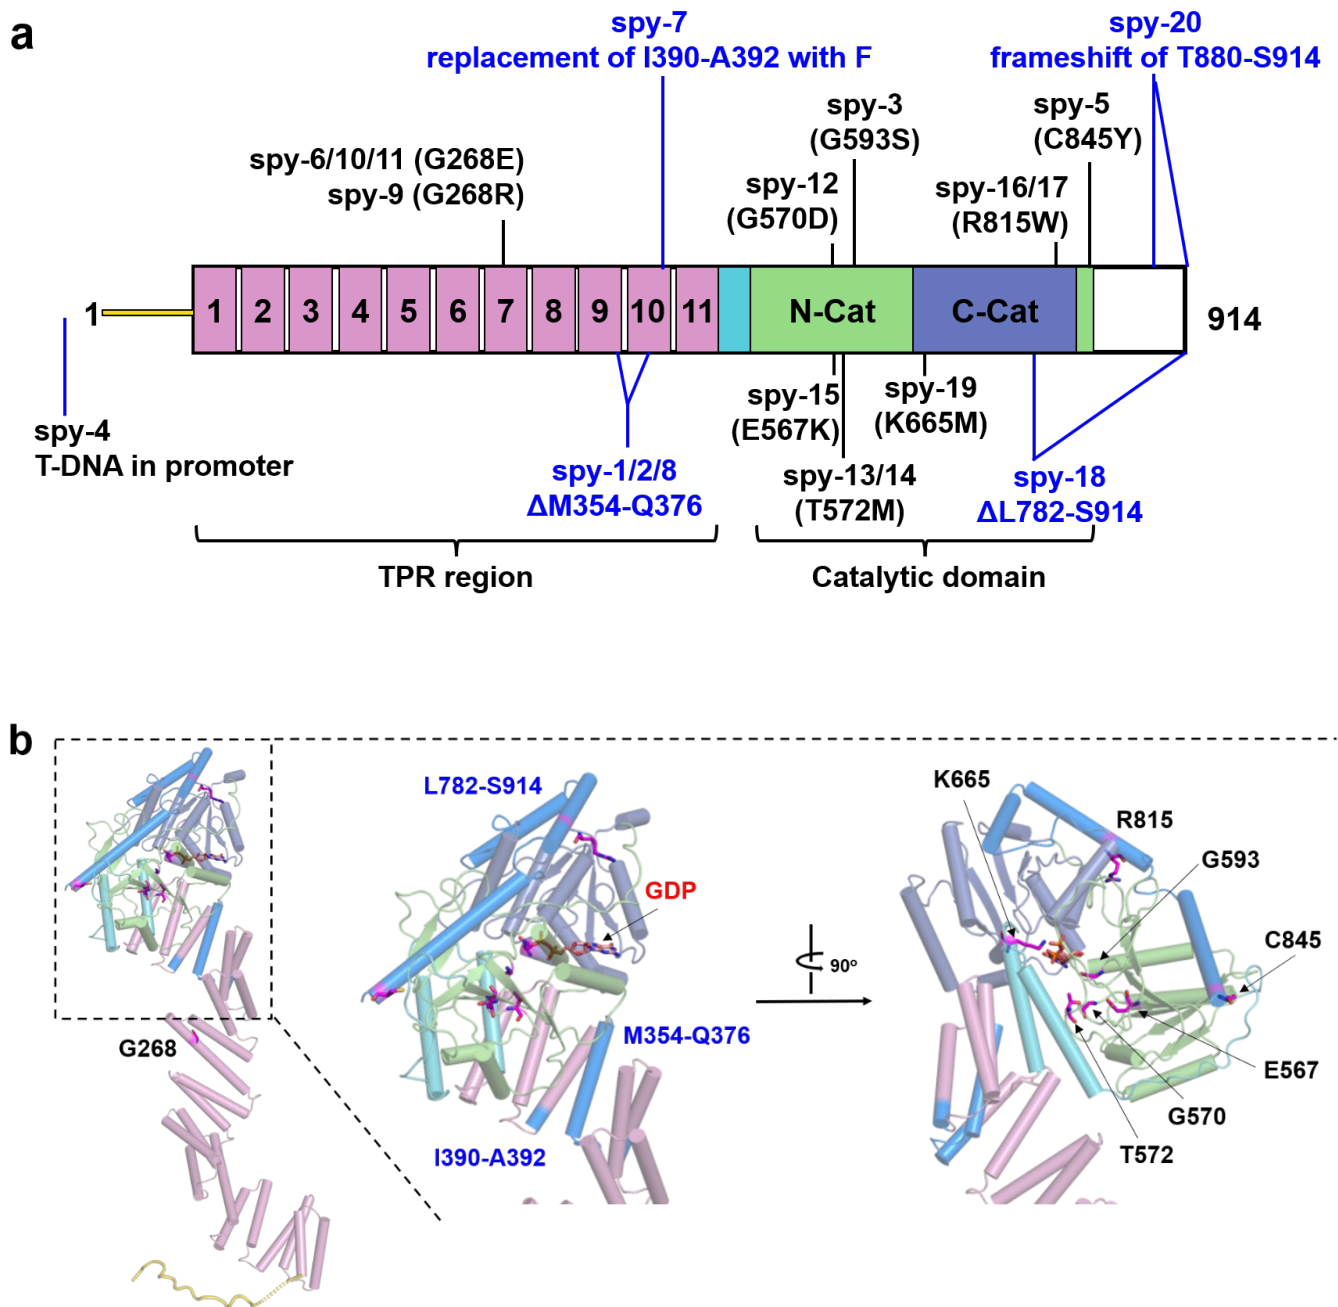 a
spy-7
replacement of I390-A392 with F
spy-20
frameshift of T880-S914
spy-3
(G593S)
spy-5
(C845Y)
spy-6/10/11 (G268E)
spy-9 (G268R)
spy-12
(G570D)
spy-16/17
(R815W)
1
1 2 3 4 5 6 7 8 9 10 11
N-Cat
C-Cat
914
spy-4
T-DNA in promoter
spy-15
(E567K)
spy-19
(K665M)
spy-1/2/8
ΔM354-Q376
spy-13/14
(T572M)
spy-18
ΔL782-S914
TPR region
Catalytic domain
b
L782-S914
K665
R815
G593
GDP
C845
90º
G268
M354-Q376
E567
G570
I390-A392
T572